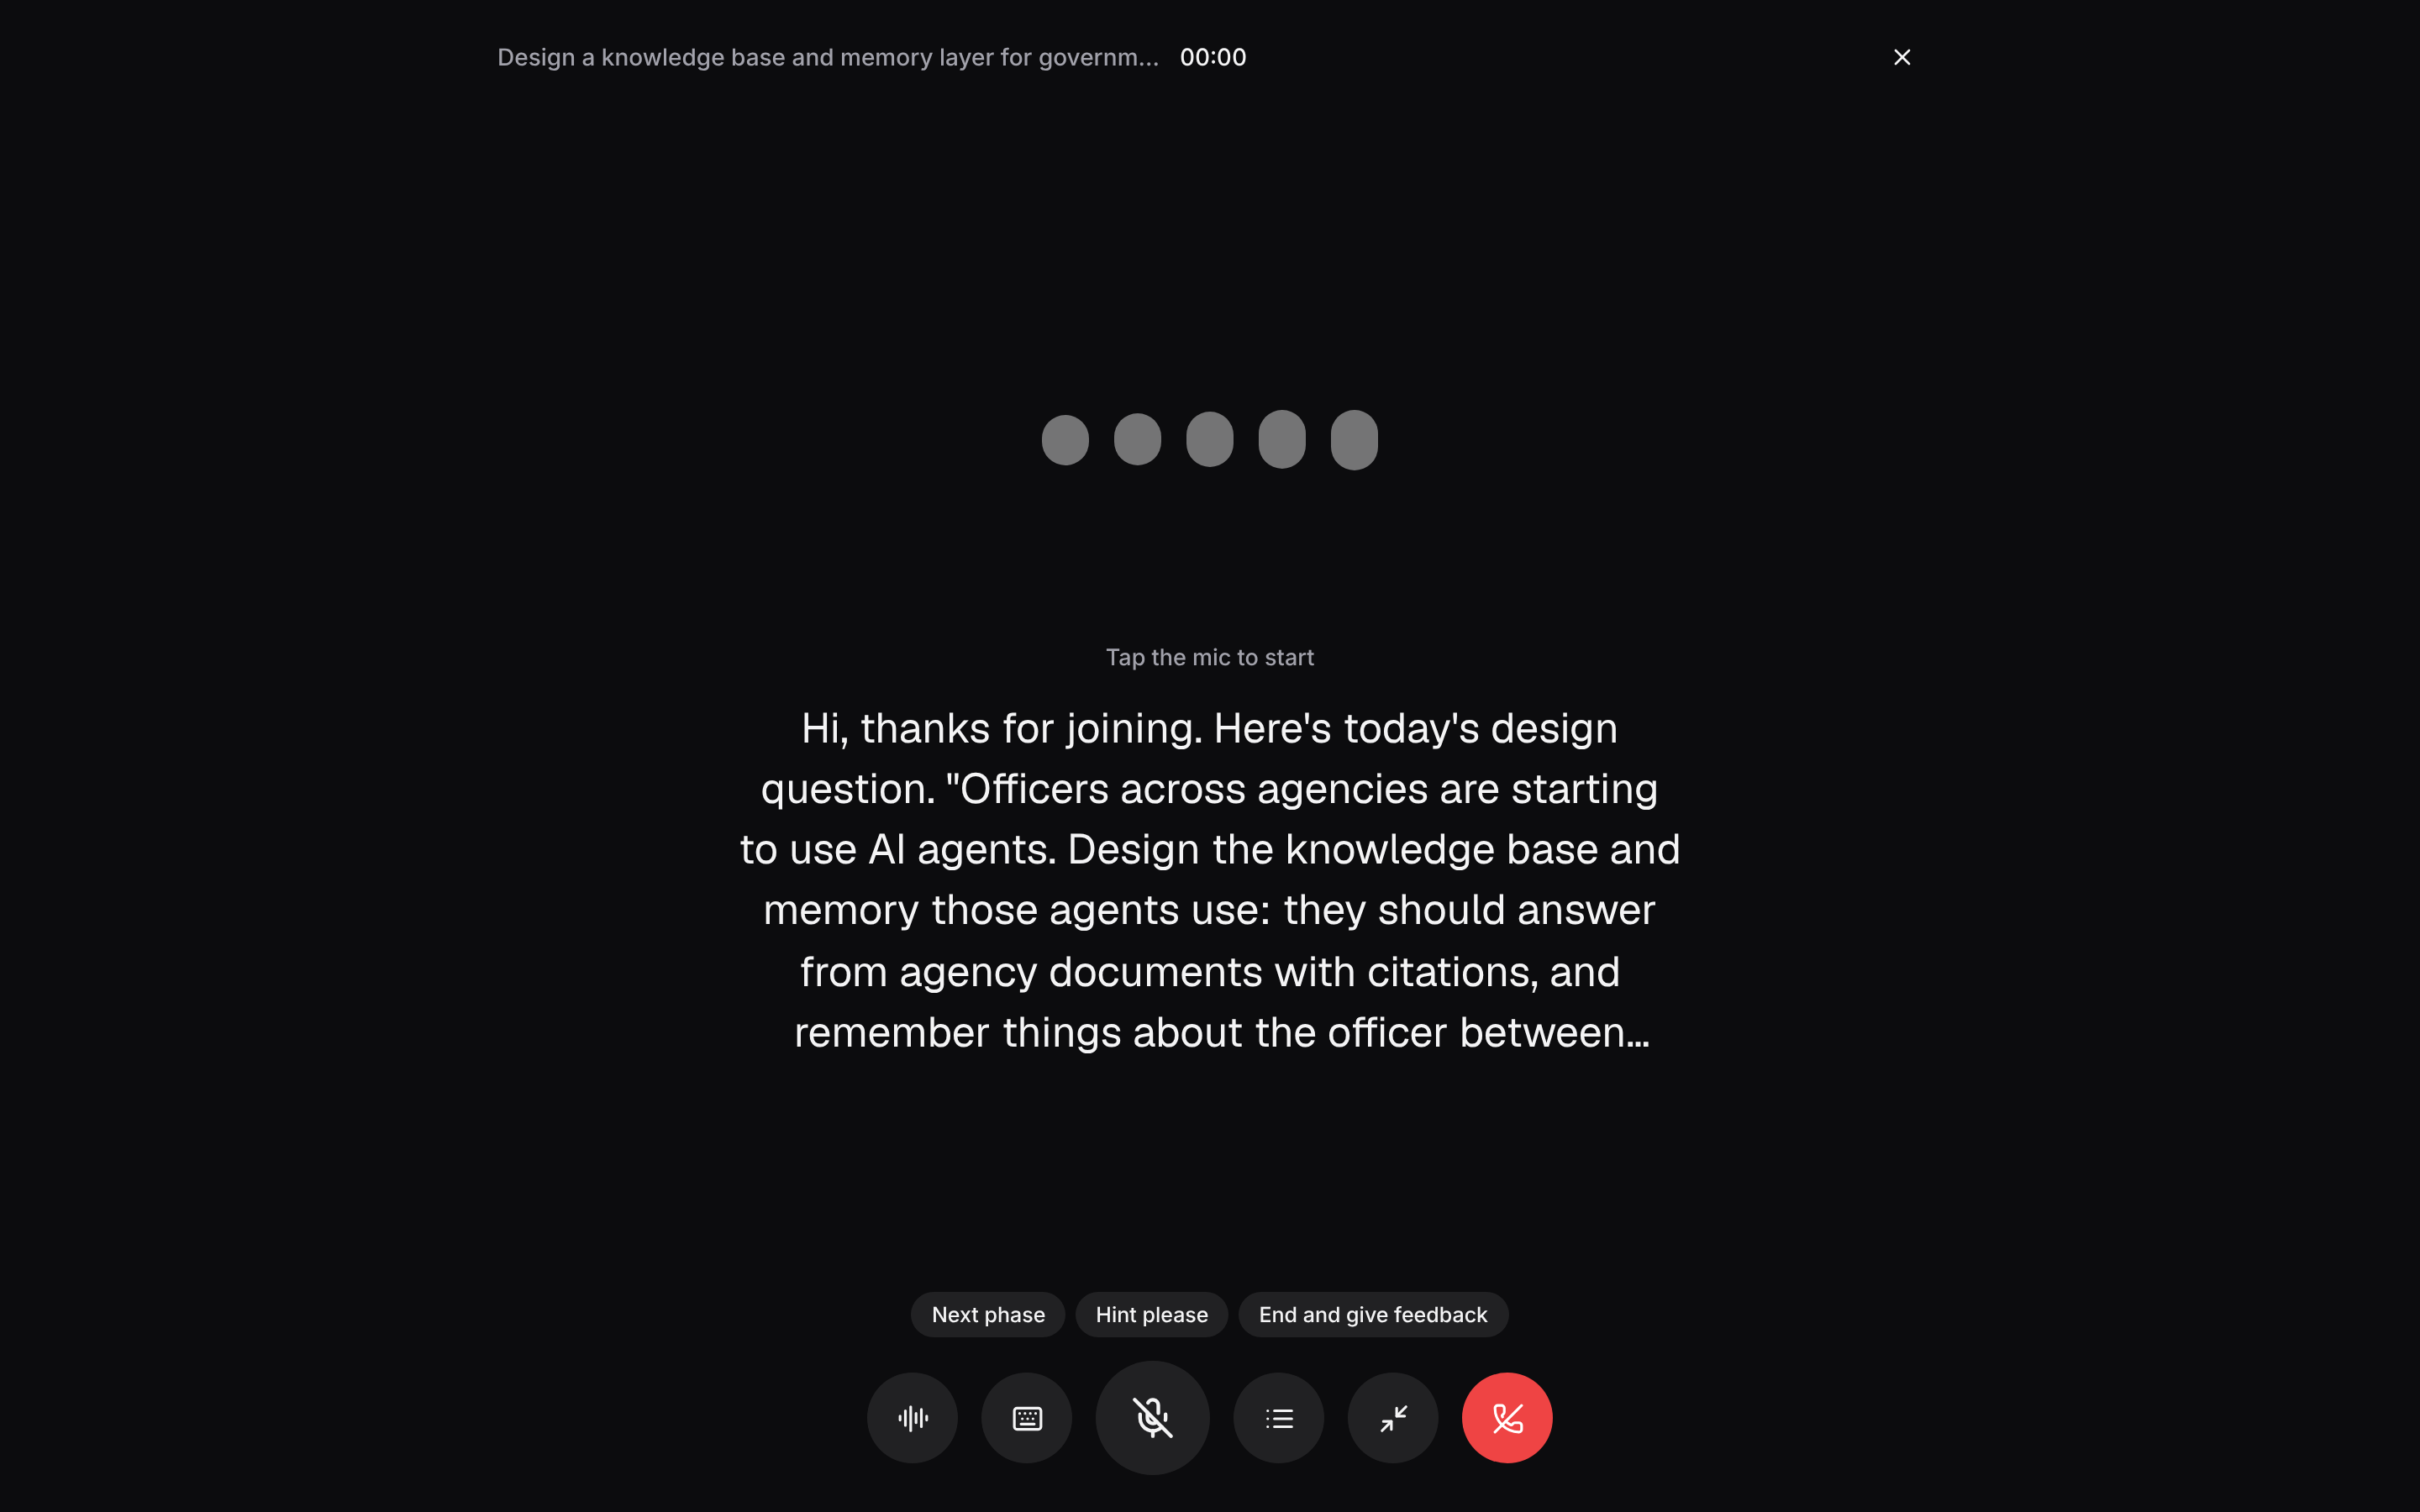 Design a knowledge base and memory layer for governm... 00:00
Tap the mic to start
Hi, thanks for joining. Here's today's design
question. "Officers across agencies are starting
to use AI agents. Design the knowledge base and
memory those agents use: they should answer
from agency documents with citations, and
remember things about the officer between...
Next phase Hint please End and give feedback